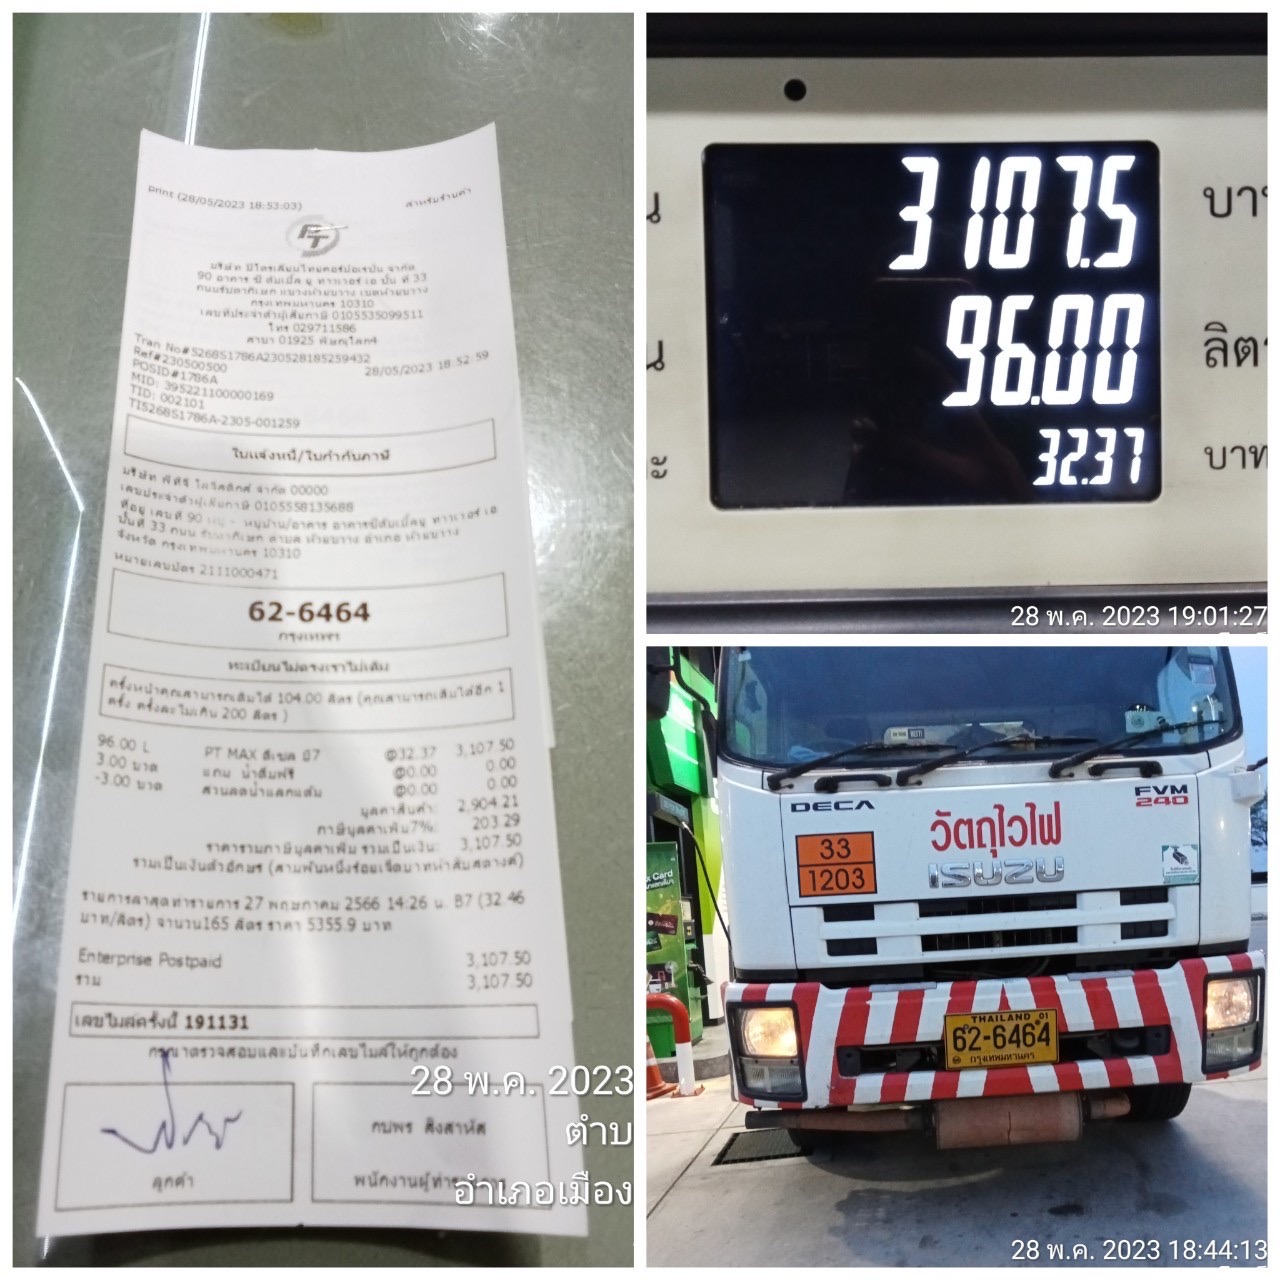 Print (28/05/2023 18:53:03)
สำหรับร้านค้า
PT
บริษัท ปิโตรเลียมไทยคอร์ปอเรชั่น จำกัด
90 อาคาร ซี ดับเบิ้ล ยู ทาวเวอร์ เอ ชั้น ที่ 33
ถนนรัชดาภิเษก แขวงห้วยขวาง เขตห้วยขวาง
กรุงเทพมหานคร 10310
เลขที่ประจำตัวผู้เสียภาษี 0105535099511
โทร 029711586
สาขา 01925 พิษณุโลก4
Tran No#5268S1786A230528185259432
Ref#230500500
28/05/2023 18:52:59
POSID#1786A
MID: 395221100000169
TID: 002101
TI5268S1786A-2305-001259
ใบแจ้งหนี้/ใบกำกับภาษี
บริษัท พีทีจี โลจิสติกส์ จำกัด 00000
เลขประจำตัวผู้เสียภาษี 0105558135688
ที่อยู่ เลขที่ 90 หมู่ - หมู่บ้าน/อาคาร อาคารซีดับเบิ้ลยู ทาวเวอร์ เอ
ชั้นที่ 33 ถนน รัชดาภิเษก ตำบล ห้วยขวาง อำเภอ ห้วยขวาง
จังหวัด กรุงเทพมหานคร 10310
หมายเลขบัตร 2111000471
62-6464
กรุงเทพฯ
ทะเบียนไม่ตรงเราไม่เติม
ครั้งหน้าคุณสามารถเติมได้ 104.00 ลิตร (คุณสามารถเติมได้อีก 1
ครั้ง ครั้งละไม่เกิน 200 ลิตร )
96.00 L PT MAX ดีเซล บี7 @32.37 3,107.50
3.00 บาท แถม น้ำดื่มฟรี @0.00 0.00
-3.00 บาท ส่วนลดน้ำแลกแต้ม @0.00 0.00
มูลค่าสินค้า: 2,904.21
ภาษีมูลค่าเพิ่ม7%: 203.29
ราคารวมภาษีมูลค่าเพิ่ม รวมเป็นเงิน: 3,107.50
รวมเป็นเงินตัวอักษร (สามพันหนึ่งร้อยเจ็ดบาทห้าสิบสตางค์)
รายการล่าสุดทำรายการ 27 พฤษภาคม 2566 14:26 น. B7 (32.46
บาท/ลิตร) จำนวน165 ลิตร ราคา 5355.9 บาท
Enterprise Postpaid 3,107.50
รวม 3,107.50
เลขไมล์ครั้งนี้ 191131
กรุณาตรวจสอบและบันทึกเลขไมล์ให้ถูกต้อง
กบพร สิงสาหัส
ลูกค้า
28 พ.ค. 2023
ตำบ
อำเภอเมือง
3107.5
บาท
96.00
ลิตร
32.37
บาท
28 พ.ค. 2023 19:01:27
DECA
FVM
240
วัตถุไวไฟ
ISUZU
33
1203
THAILAND 01
62-6464
กรุงเทพมหานคร
28 พ.ค. 2023 18:44:13